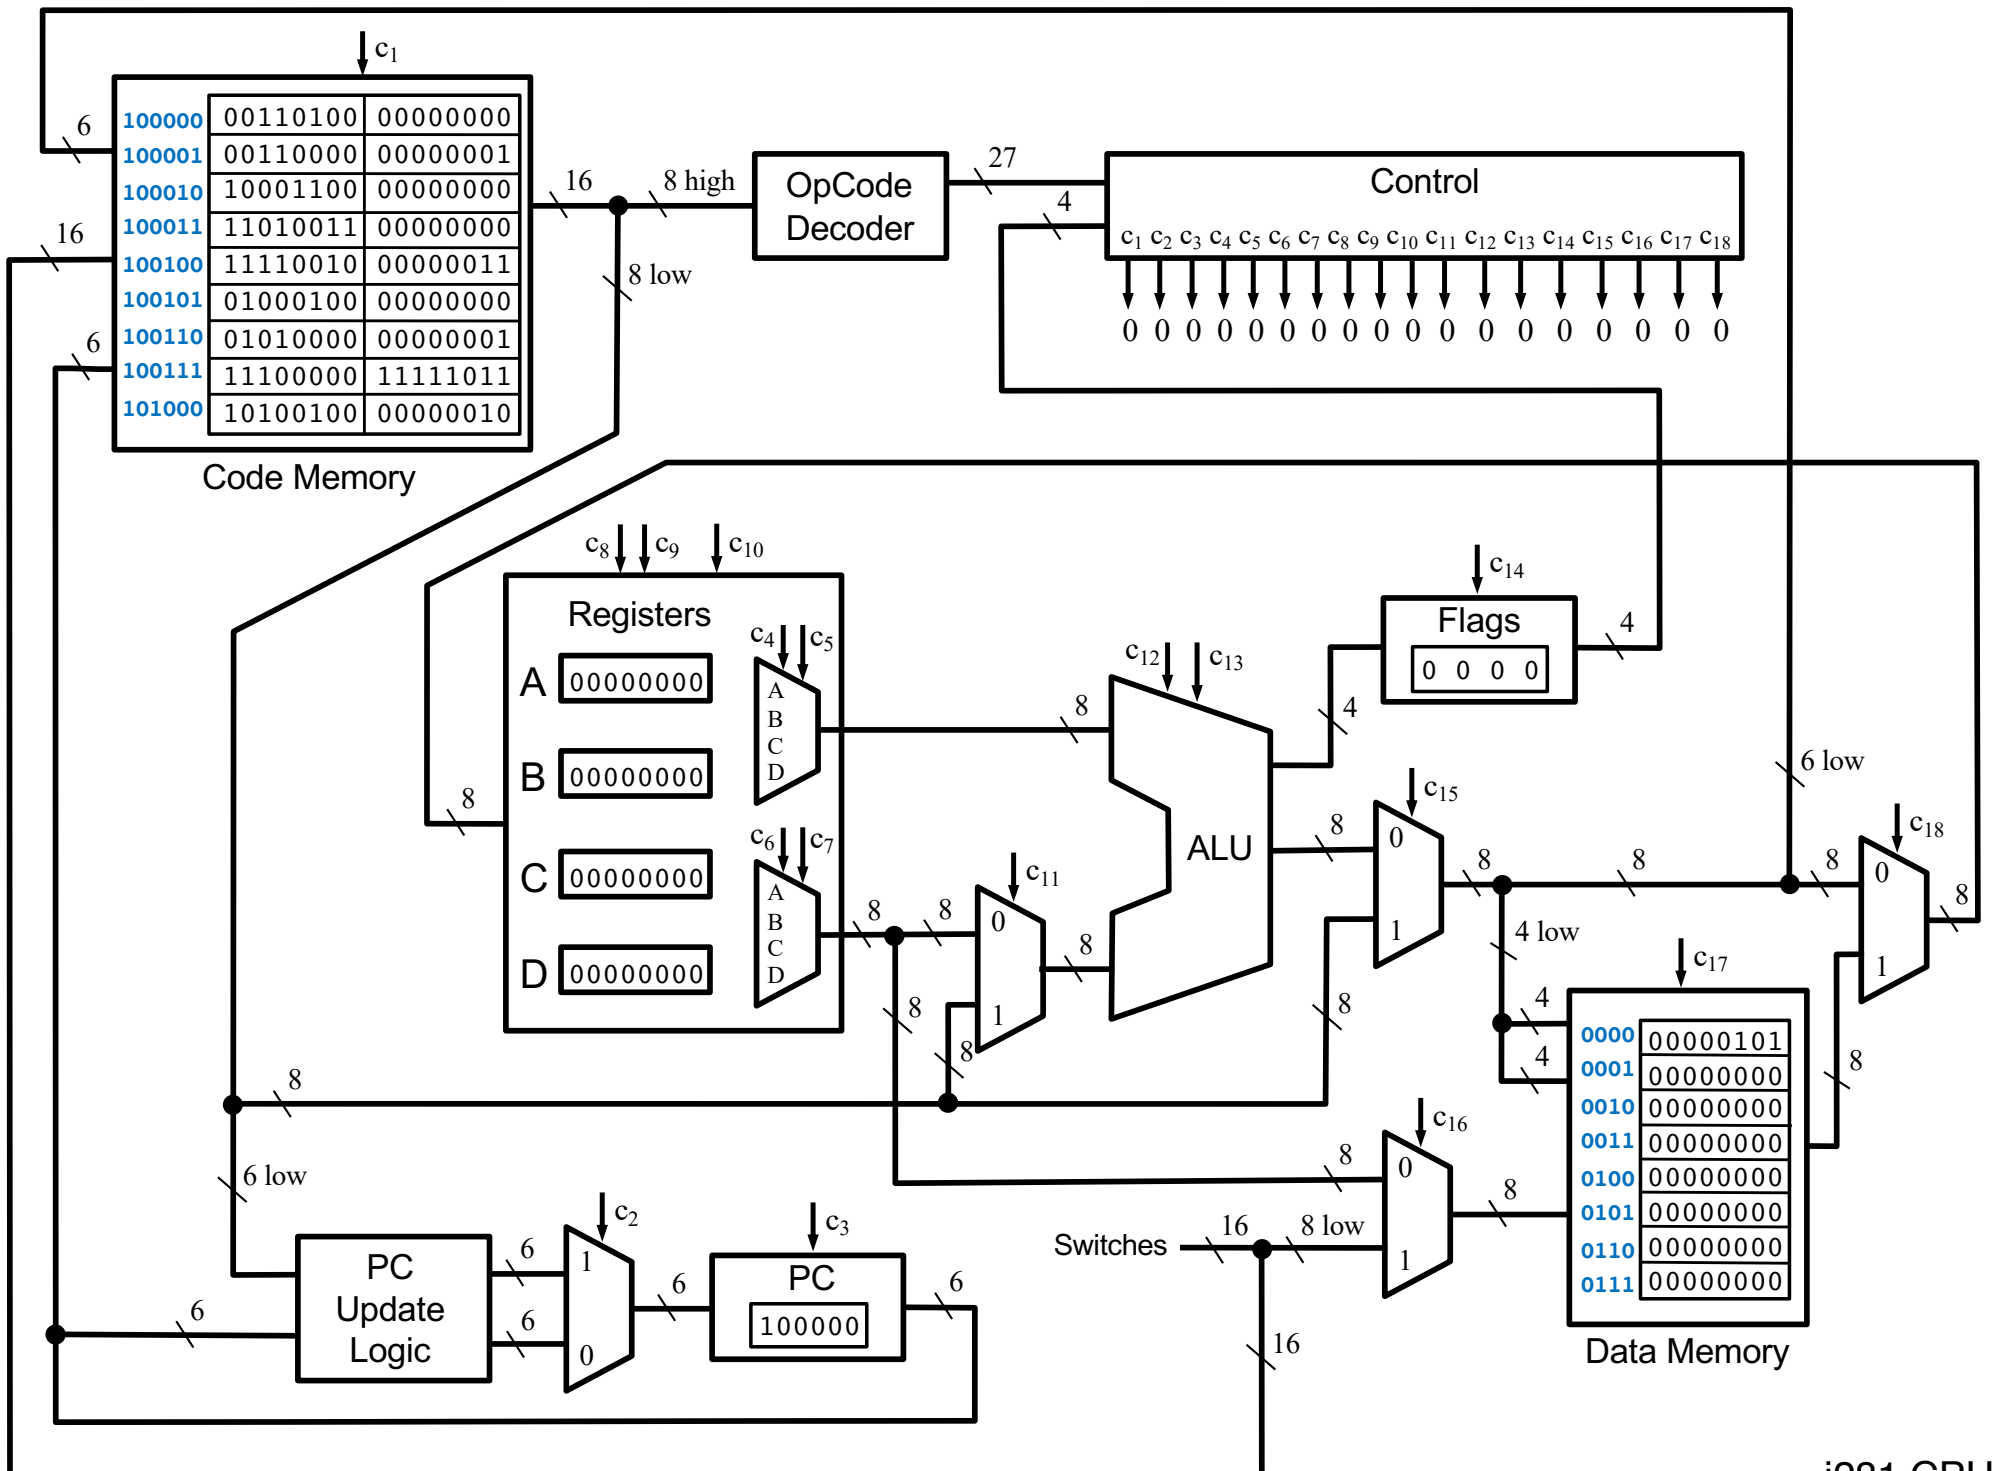 c1
100000 00110100 00000000
100001 00110000 00000001
100010 10001100 00000000
100011 11010011 00000000
100100 11110010 00000011
100101 01000100 00000000
100110 01010000 00000001
100111 11100000 11111011
101000 10100100 00000010
Code Memory
6
16
6
16
8 high
8 low
OpCode
Decoder
27
4
Control
c1 c2 c3 c4 c5 c6 c7 c8 c9 c10 c11 c12 c13 c14 c15 c16 c17 c18
0 0 0 0 0 0 0 0 0 0 0 0 0 0 0 0 0 0
c8 c9 c10
Registers
A 00000000
B 00000000
C 00000000
D 00000000
8
c4 c5
A
B
C
D
c6 c7
A
B
C
D
8
8
8
8
c11
0
1
8
8
c12 c13
ALU
c14
Flags
0 0 0 0
4
4
8
c15
0
1
8
8
8
8
6 low
8
c18
0
1
8
4 low
4
4
c17
0000 00000101
0001 00000000
0010 00000000
0011 00000000
0100 00000000
0101 00000000
0110 00000000
0111 00000000
Data Memory
8
8
c16
0
1
8
8
Switches
16
8 low
16
6 low
PC
Update
Logic
6
6
6
c2
1
0
6
c3
PC
100000
6